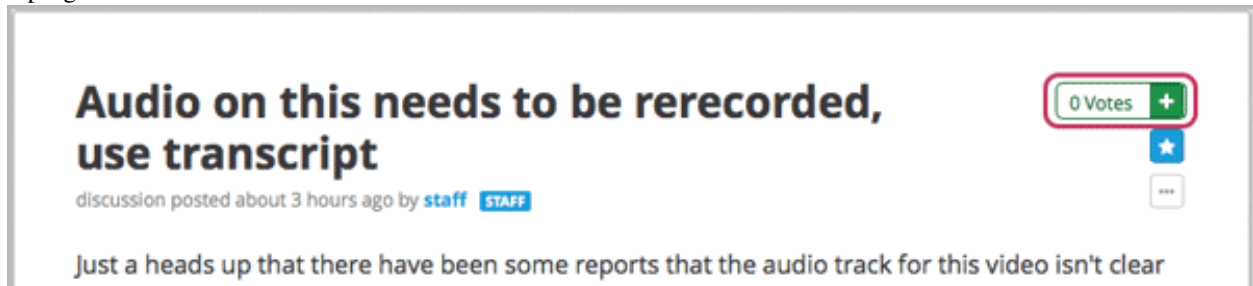 Audio on this needs to be rerecorded,
use transcript
0 Votes +
discussion posted about 3 hours ago by staff STAFF
Just a heads up that there have been some reports that the audio track for this video isn't clear